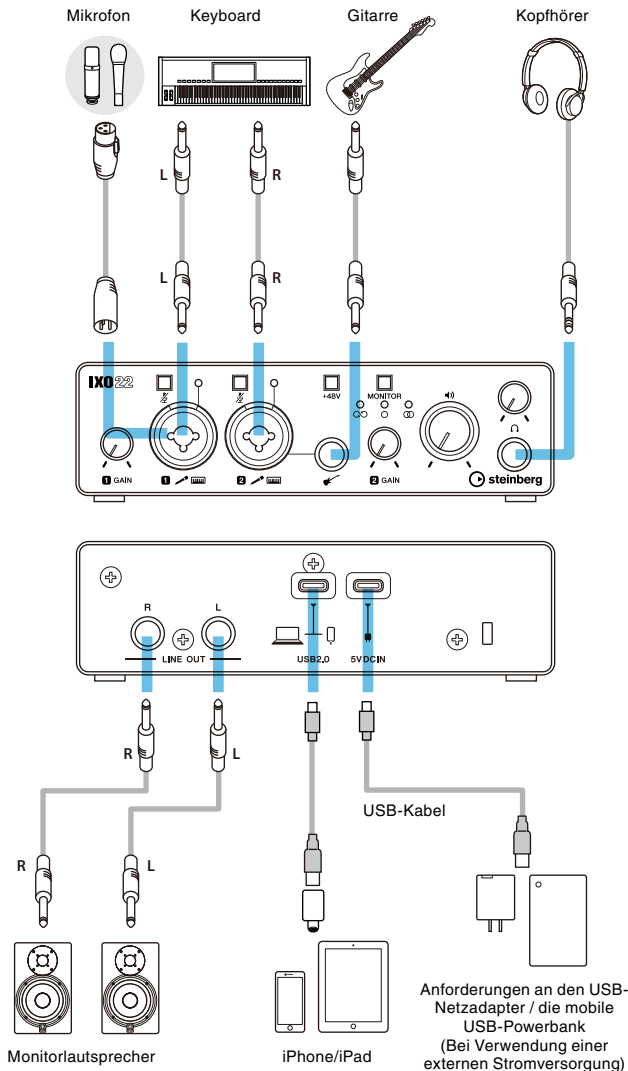 Mikrofon
Keyboard
Gitarre
Kopfhörer
L
R
L
R
IXO22
+48V
MONITOR
1 GAIN
1
2
2 GAIN
steinberg
R
L
LINE OUT
USB2.0
5V DC IN
R
L
USB-Kabel
R
L
Monitorlautsprecher
iPhone/iPad
Anforderungen an den USB-
Netzadapter / die mobile
USB-Powerbank
(Bei Verwendung einer
externen Stromversorgung)